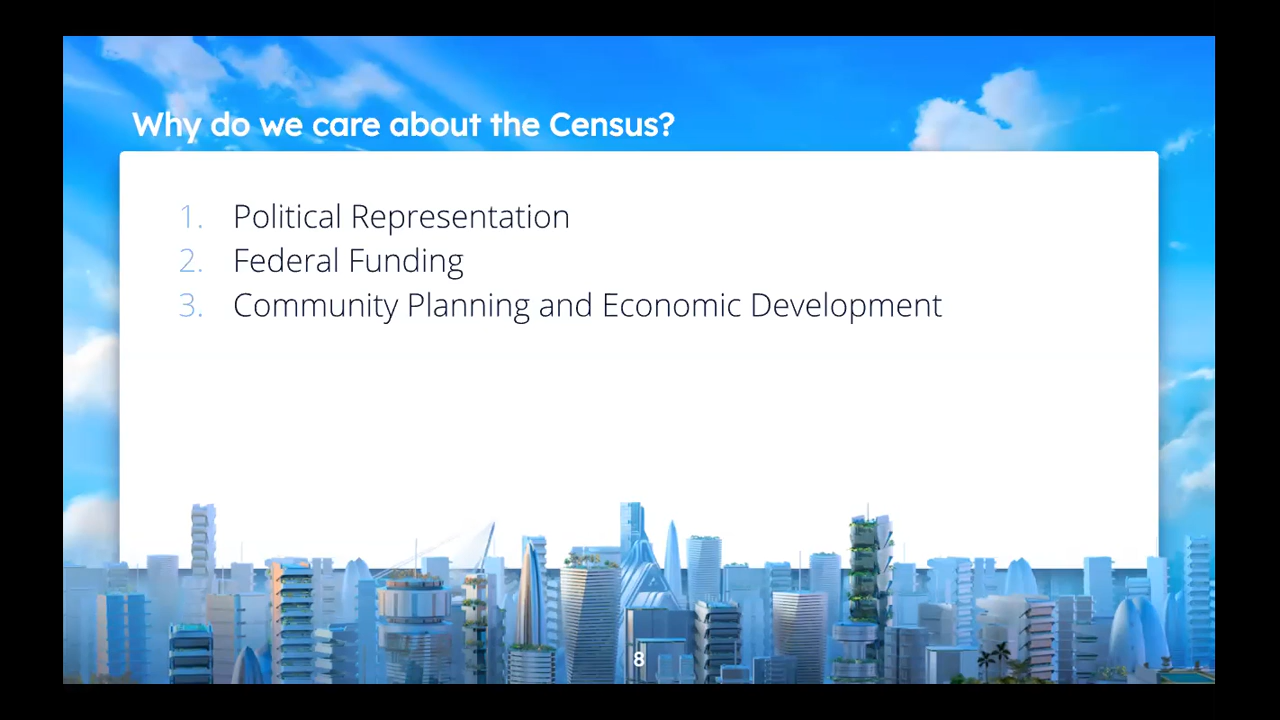 Why do we care about the Census?
1. Political Representation
2. Federal Funding
3. Community Planning and Economic Development
8